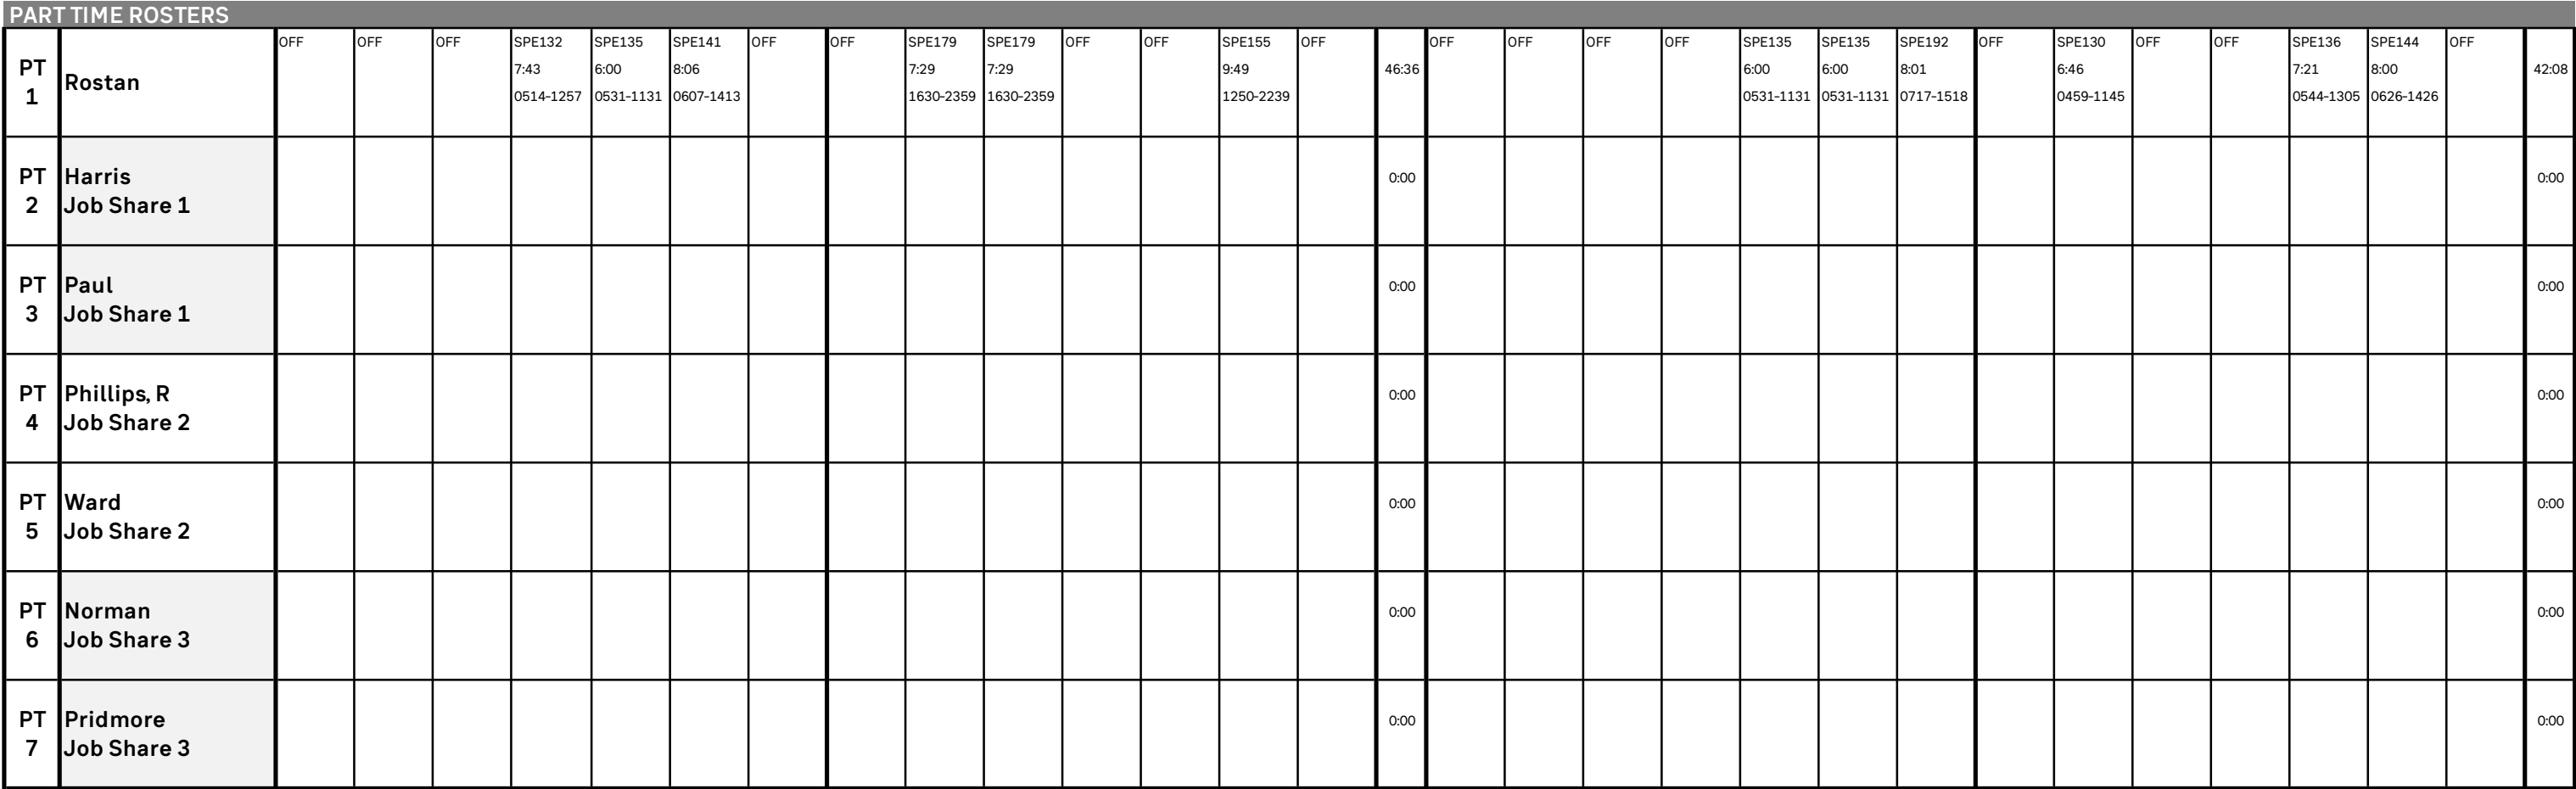 PART TIME ROSTERS
PT 1
Rostan
OFF
OFF
OFF
SPE132
7:43
0514-1257
SPE135
6:00
0531-1131
SPE141
8:06
0607-1413
OFF
OFF
SPE179
7:29
1630-2359
SPE179
7:29
1630-2359
OFF
OFF
SPE155
9:49
1250-2239
OFF
46:36
OFF
OFF
OFF
OFF
SPE135
6:00
0531-1131
SPE135
6:00
0531-1131
SPE192
8:01
0717-1518
OFF
SPE130
6:46
0459-1145
OFF
OFF
SPE136
7:21
0544-1305
SPE144
8:00
0626-1426
OFF
42:08
PT 2
Harris
Job Share 1
0:00
0:00
PT 3
Paul
Job Share 1
0:00
0:00
PT 4
Phillips, R
Job Share 2
0:00
0:00
PT 5
Ward
Job Share 2
0:00
0:00
PT 6
Norman
Job Share 3
0:00
0:00
PT 7
Pridmore
Job Share 3
0:00
0:00